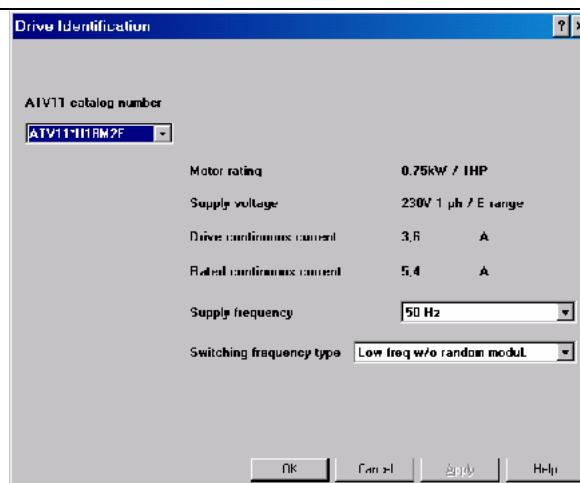 Drive Identification
ATV11 catalog number
ATV11*U18M2E
Motor rating 0.75kW / 1HP
Supply voltage 230V 1 ph / E range
Drive continuous current 3,6 A
Rated continuous current 5,4 A
Supply frequency 50 Hz
Switching frequency type Low freq w/o random modul.
OK Cancel Apply Help